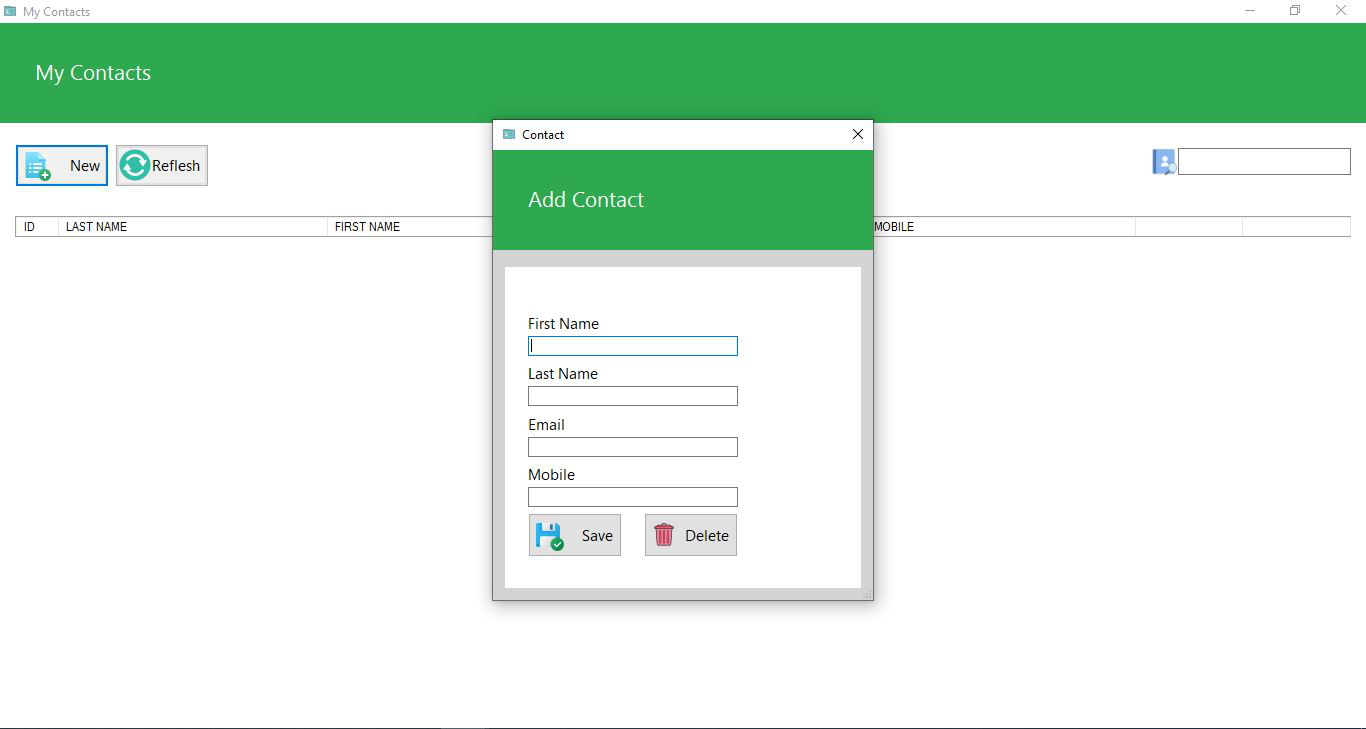 My Contacts
My Contacts
New
Reflesh
ID
LAST NAME
FIRST NAME
MOBILE
Contact
Add Contact
First Name
Last Name
Email
Mobile
Save
Delete